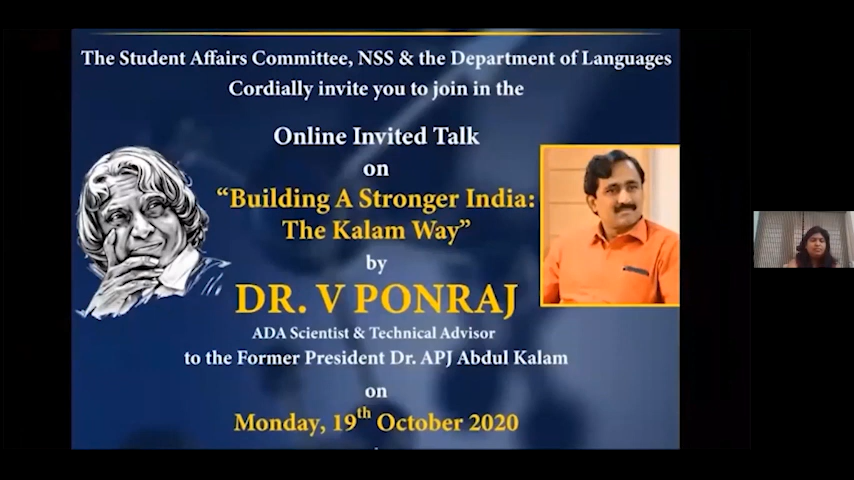 The Student Affairs Committee, NSS & the Department of Languages
Cordially invite you to join in the
Online Invited Talk
on
“Building A Stronger India:
The Kalam Way”
by
DR. V PONRAJ
ADA Scientist & Technical Advisor
to the Former President Dr. APJ Abdul Kalam
on
Monday, 19th October 2020